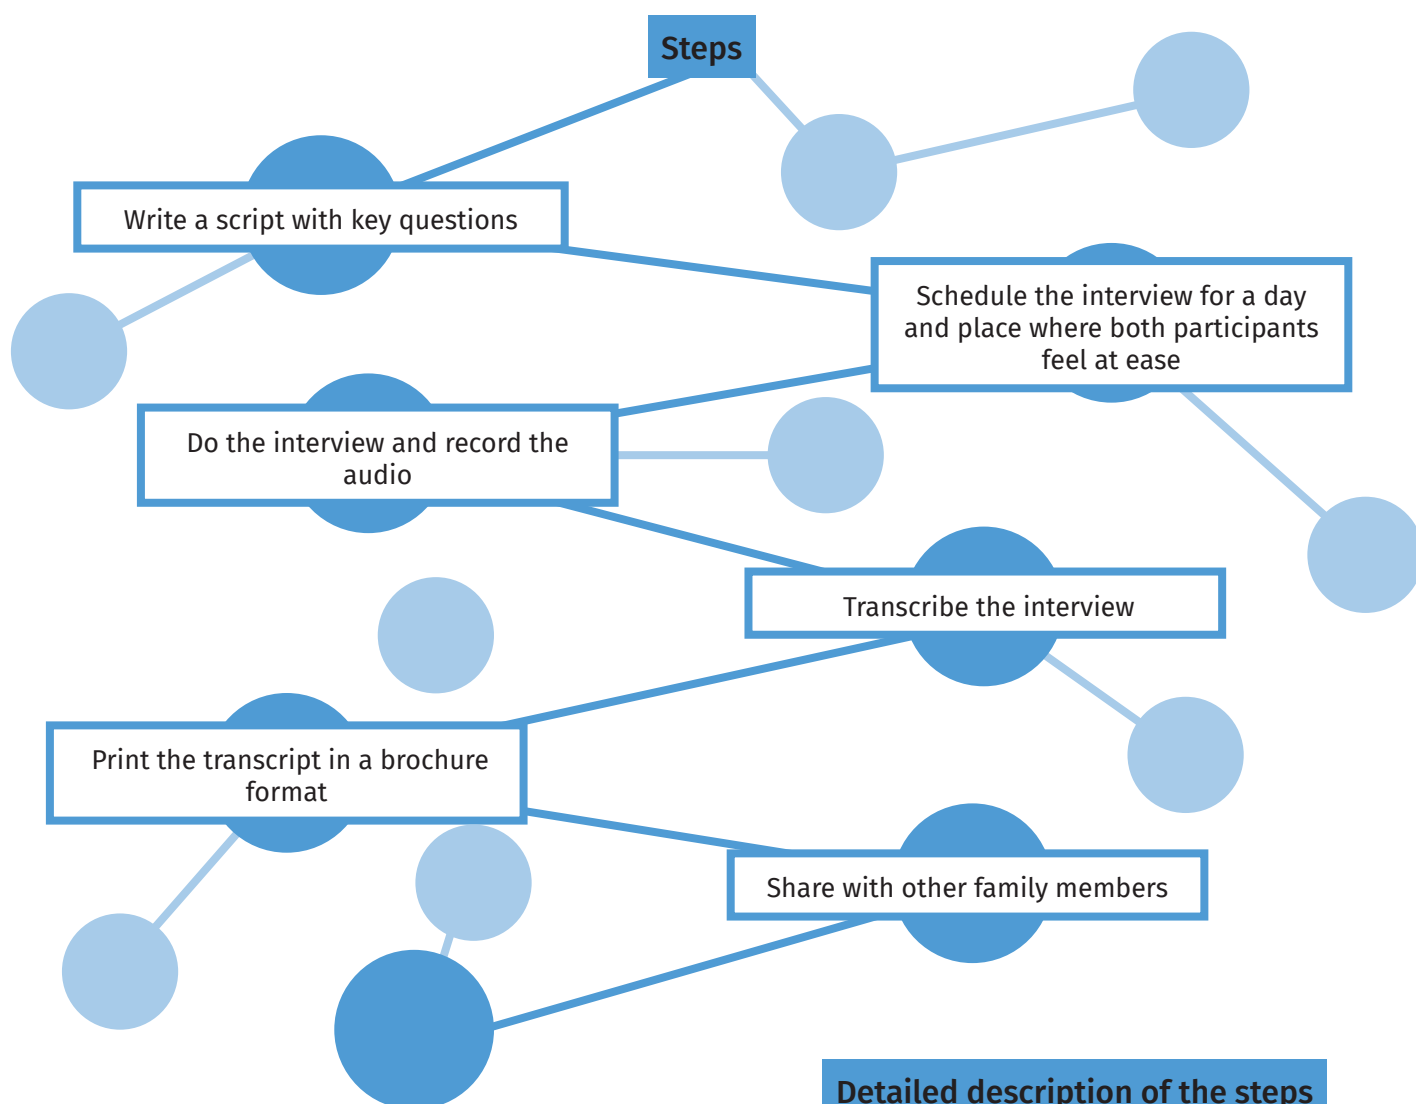 Steps
Write a script with key questions
Schedule the interview for a day
and place where both participants
feel at ease
Do the interview and record the
audio
Transcribe the interview
Print the transcript in a brochure
format
Share with other family members
Detailed description of the steps